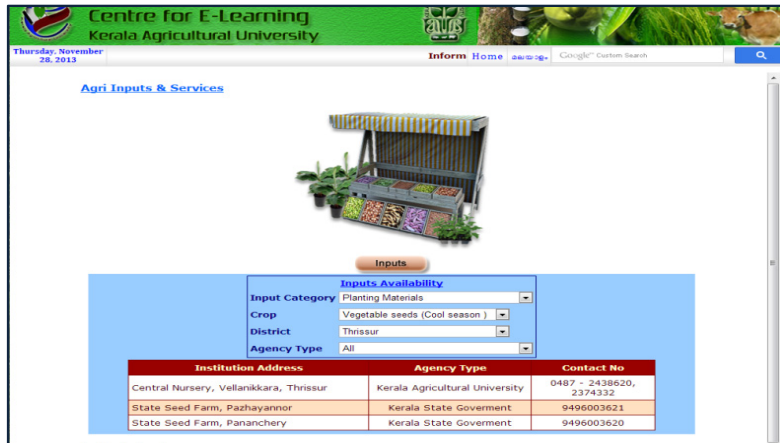 Centre for E-Learning
Kerala Agricultural University
Thursday, November
28, 2013
Inform Home മലയാളം Google™ Custom Search
Agri Inputs & Services
Inputs
Inputs Availability
Input Category Planting Materials
Crop Vegetable seeds (Cool season )
District Thrissur
Agency Type All
Institution Address Agency Type Contact No
Central Nursery, Vellanikkara, Thrissur Kerala Agricultural University 0487 - 2438620,
2374332
State Seed Farm, Pazhayannor Kerala State Goverment 9496003621
State Seed Farm, Pananchery Kerala State Goverment 9496003620